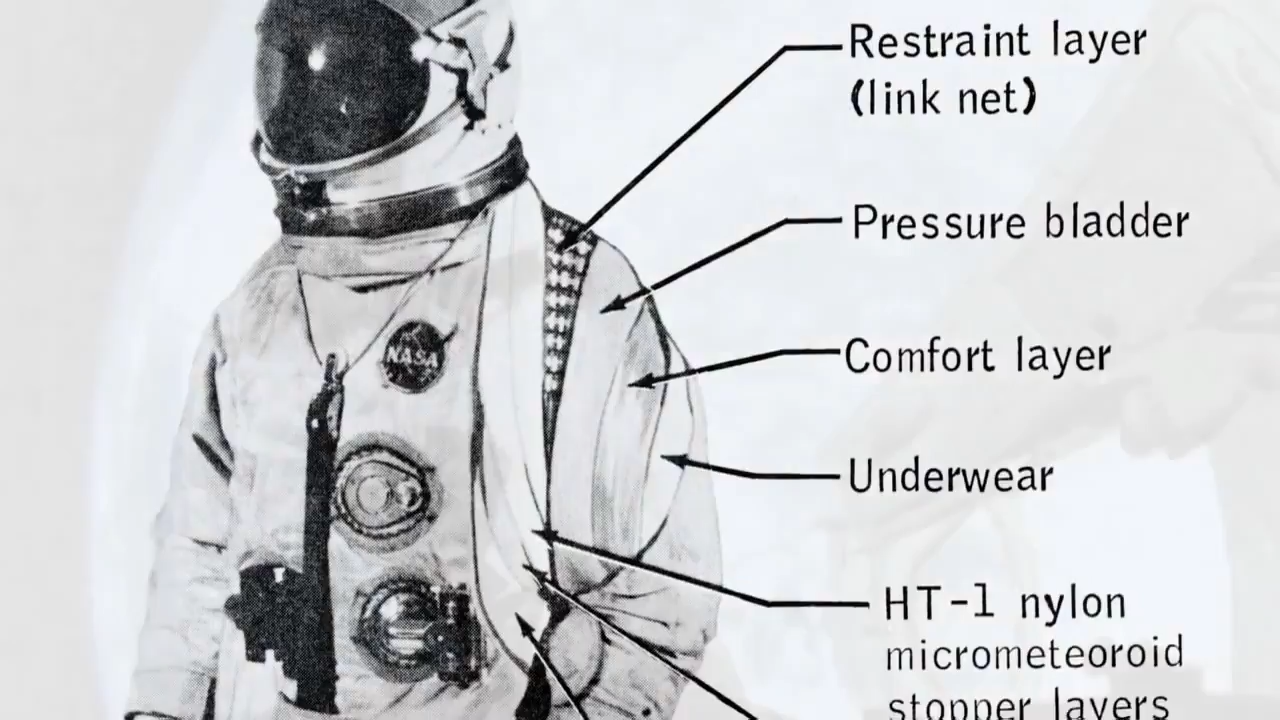 Restraint layer
(link net)
Pressure bladder
NASA
Comfort layer
Underwear
HT-1 nylon
micrometeoroid
stopper layers